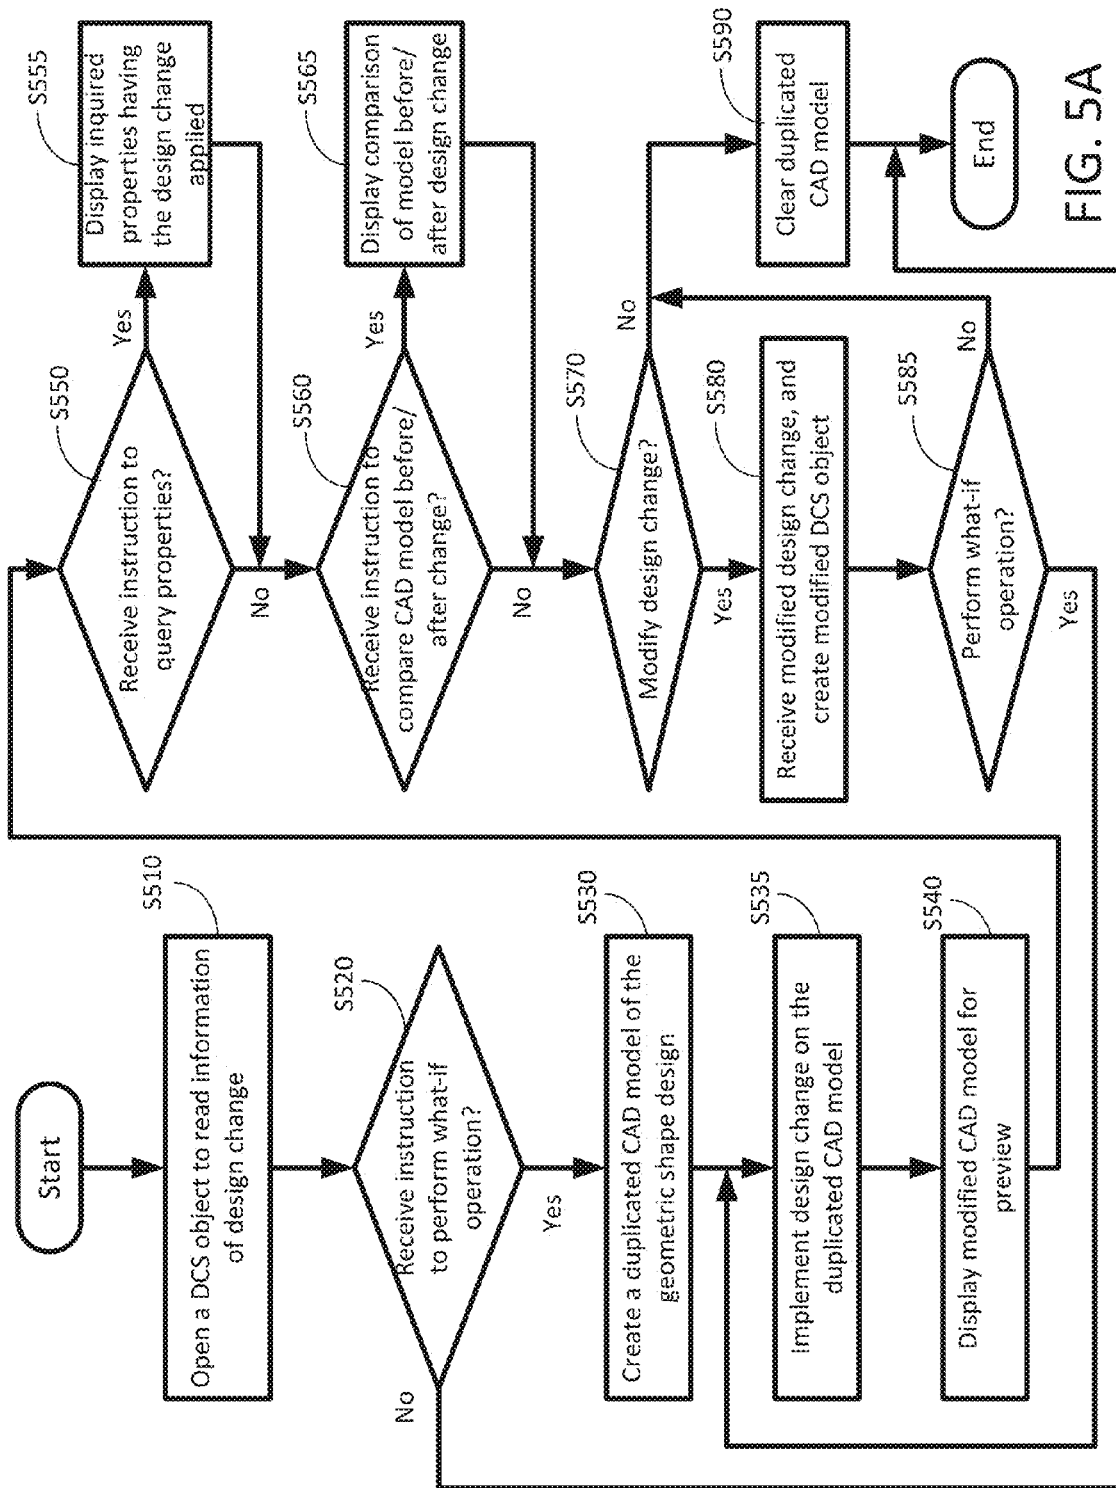 Start
S510
Open a DCS object to read information
of design change
S520
Receive instruction
to perform what-if
operation?
No
Yes
S530
Create a duplicated CAD model of the
geometric shape design
S535
Implement design change on the
duplicated CAD model
S540
Display modified CAD model for
preview
S550
Receive instruction to
query properties?
Yes
No
S555
Display inquired
properties having
the design change
applied
S560
Receive instruction to
compare CAD model before/
after change?
Yes
No
S565
Display comparison
of model before/
after design change
S570
Modify design change?
No
Yes
S580
Receive modified design change, and
create modified DCS object
S585
Perform what-if
operation?
No
Yes
S590
Clear duplicated
CAD model
End
FIG. 5A